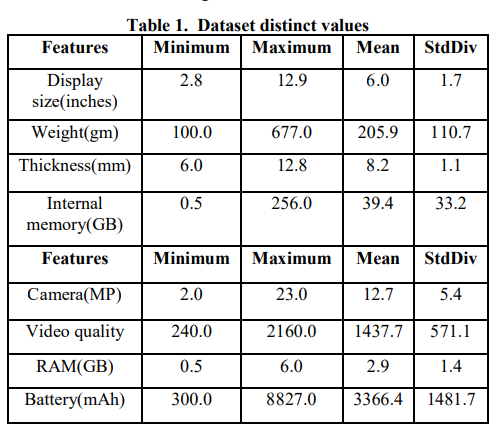 Table 1. Dataset distinct values
Features Minimum Maximum Mean StdDiv
Display size(inches) 2.8 12.9 6.0 1.7
Weight(gm) 100.0 677.0 205.9 110.7
Thickness(mm) 6.0 12.8 8.2 1.1
Internal memory(GB) 0.5 256.0 39.4 33.2
Features Minimum Maximum Mean StdDiv
Camera(MP) 2.0 23.0 12.7 5.4
Video quality 240.0 2160.0 1437.7 571.1
RAM(GB) 0.5 6.0 2.9 1.4
Battery(mAh) 300.0 8827.0 3366.4 1481.7